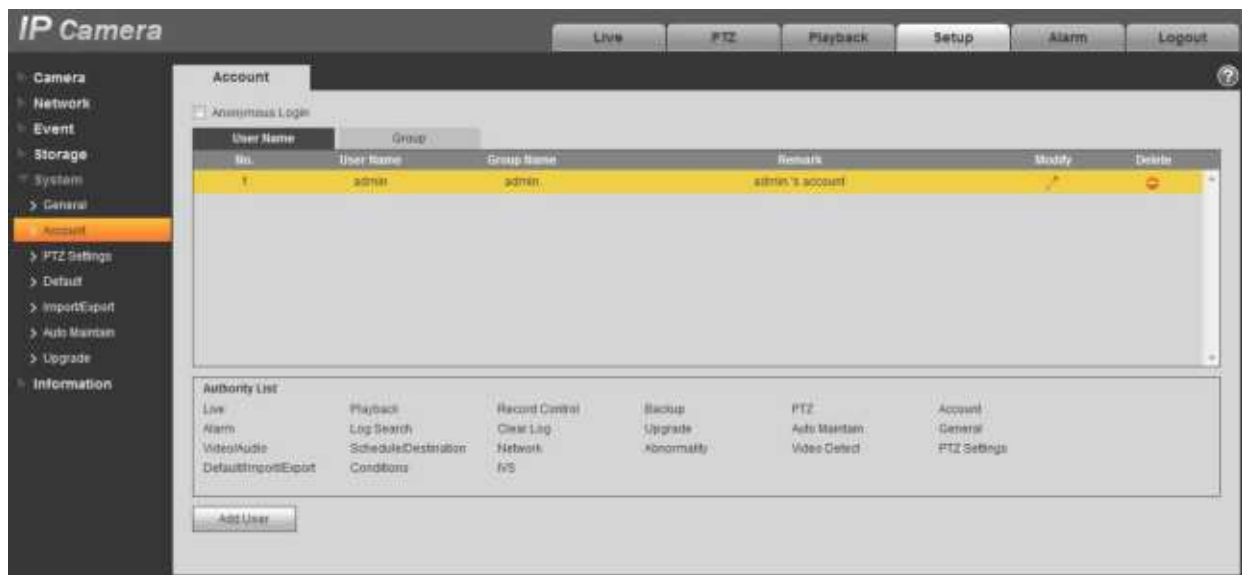 IP Camera
Live PTZ Playback Setup Alarm Logout
Camera
Network
Event
Storage
System
> General
Account
> PTZ Settings
> Default
> Import/Export
> Auto Maintain
> Upgrade
Information
Account
?
Anonymous Login
User Name Group
No. User Name Group Name Remark Modify Delete
1 admin admin admin 's account
Authority List
Live Playback Record Control Backup PTZ Account
Alarm Log Search Clear Log Upgrade Auto Maintain General
Video/Audio Schedule/Destination Network Abnormality Video Detect PTZ Settings
Default/Import/Export Conditions IVS
Add User